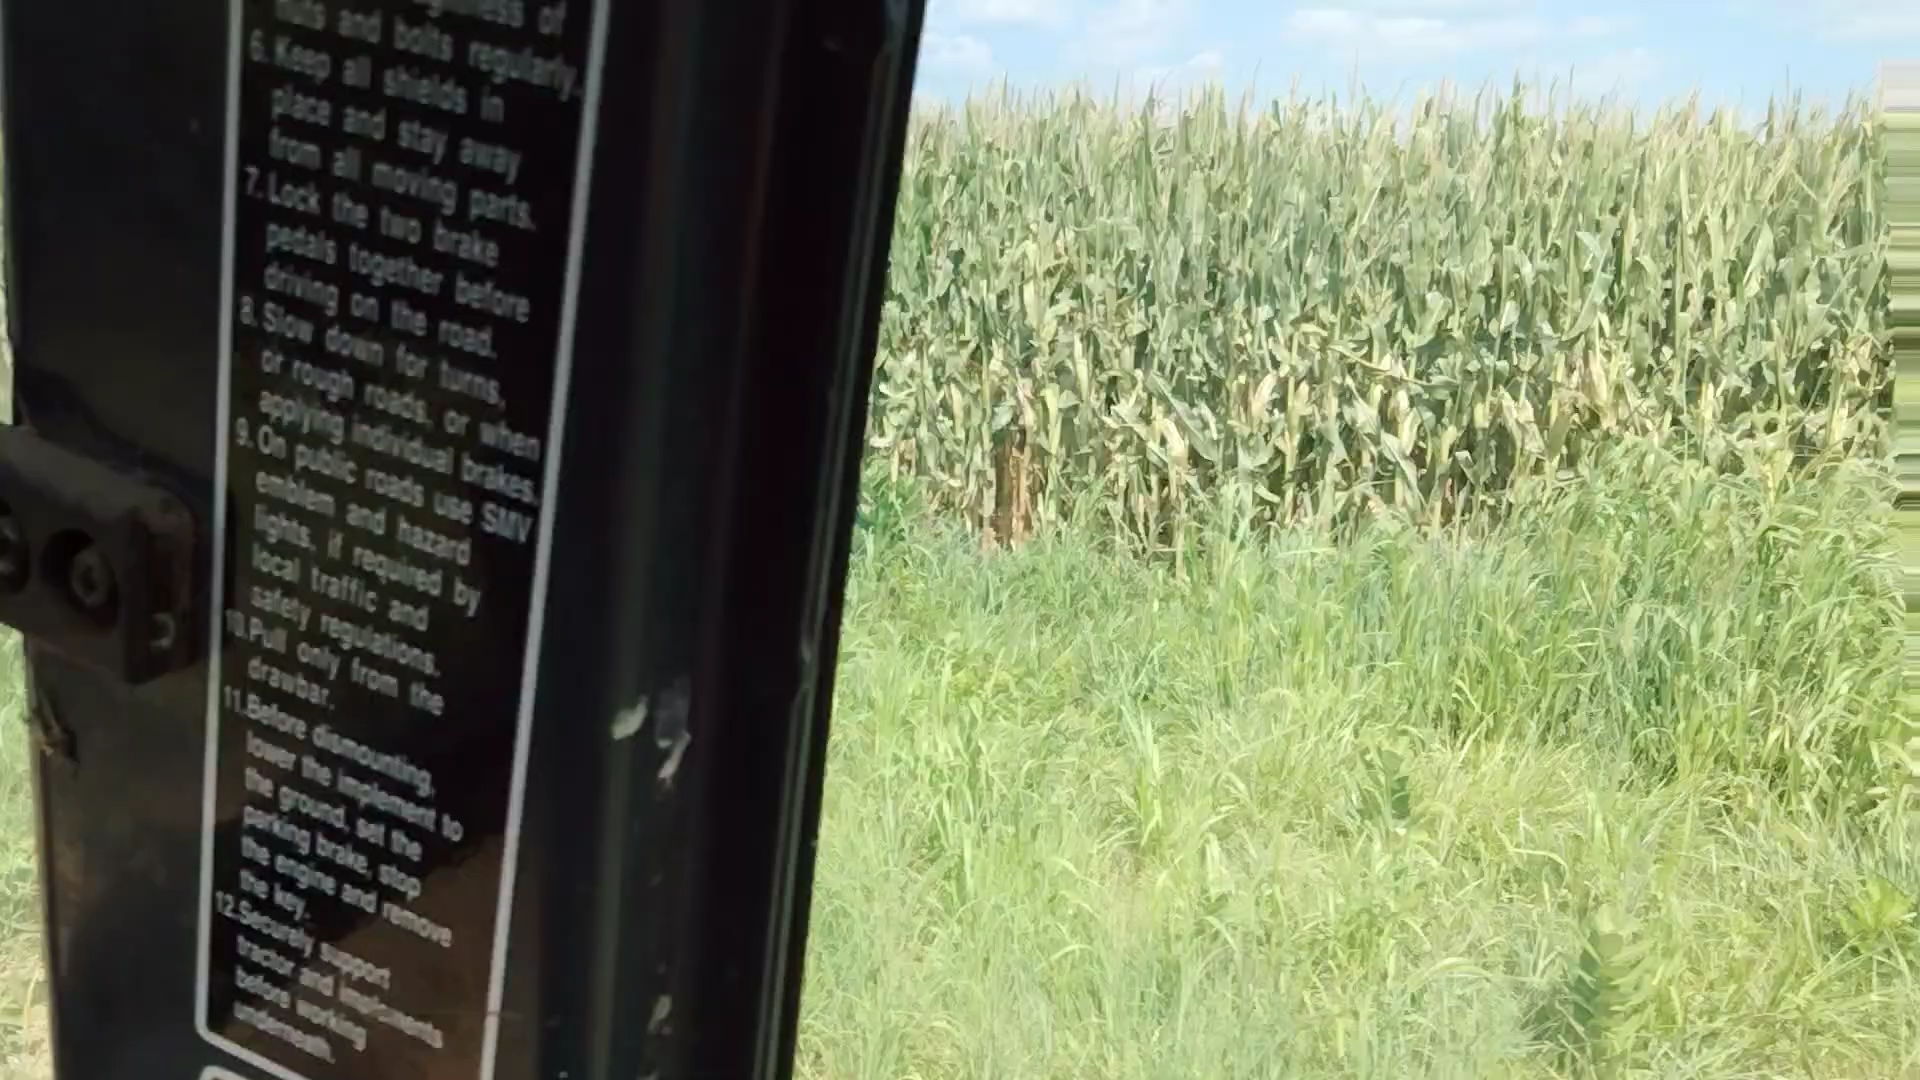 of
nuts and bolts regularly.
6. Keep all shields in
place and stay away
from all moving parts.
7. Lock the two brake
pedals together before
driving on the road.
8. Slow down for turns,
or rough roads, or when
applying individual brakes.
9. On public roads use SMV
emblem and hazard
lights, if required by
local traffic and
safety regulations.
10. Pull only from the
drawbar.
11. Before dismounting,
lower the implement to
the ground, set the
parking brake, stop
the engine and remove
the key.
12. Securely support
tractor and implements
before working
underneath.